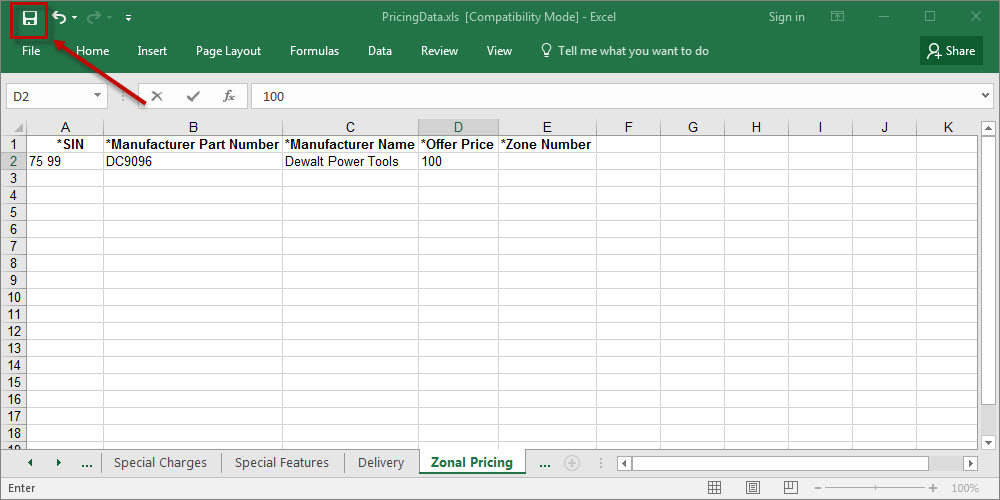 PricingData.xls [Compatibility Mode] - Excel
Sign in
File Home Insert Page Layout Formulas Data Review View Tell me what you want to do Share
D2 fx 100
A B C D E F G H I J K
1 *SIN *Manufacturer Part Number *Manufacturer Name *Offer Price *Zone Number
2 75 99 DC9096 Dewalt Power Tools 100
3
4
5
6
7
8
9
10
11
12
13
14
15
16
17
18
19
... Special Charges Special Features Delivery Zonal Pricing ...
Enter 100%